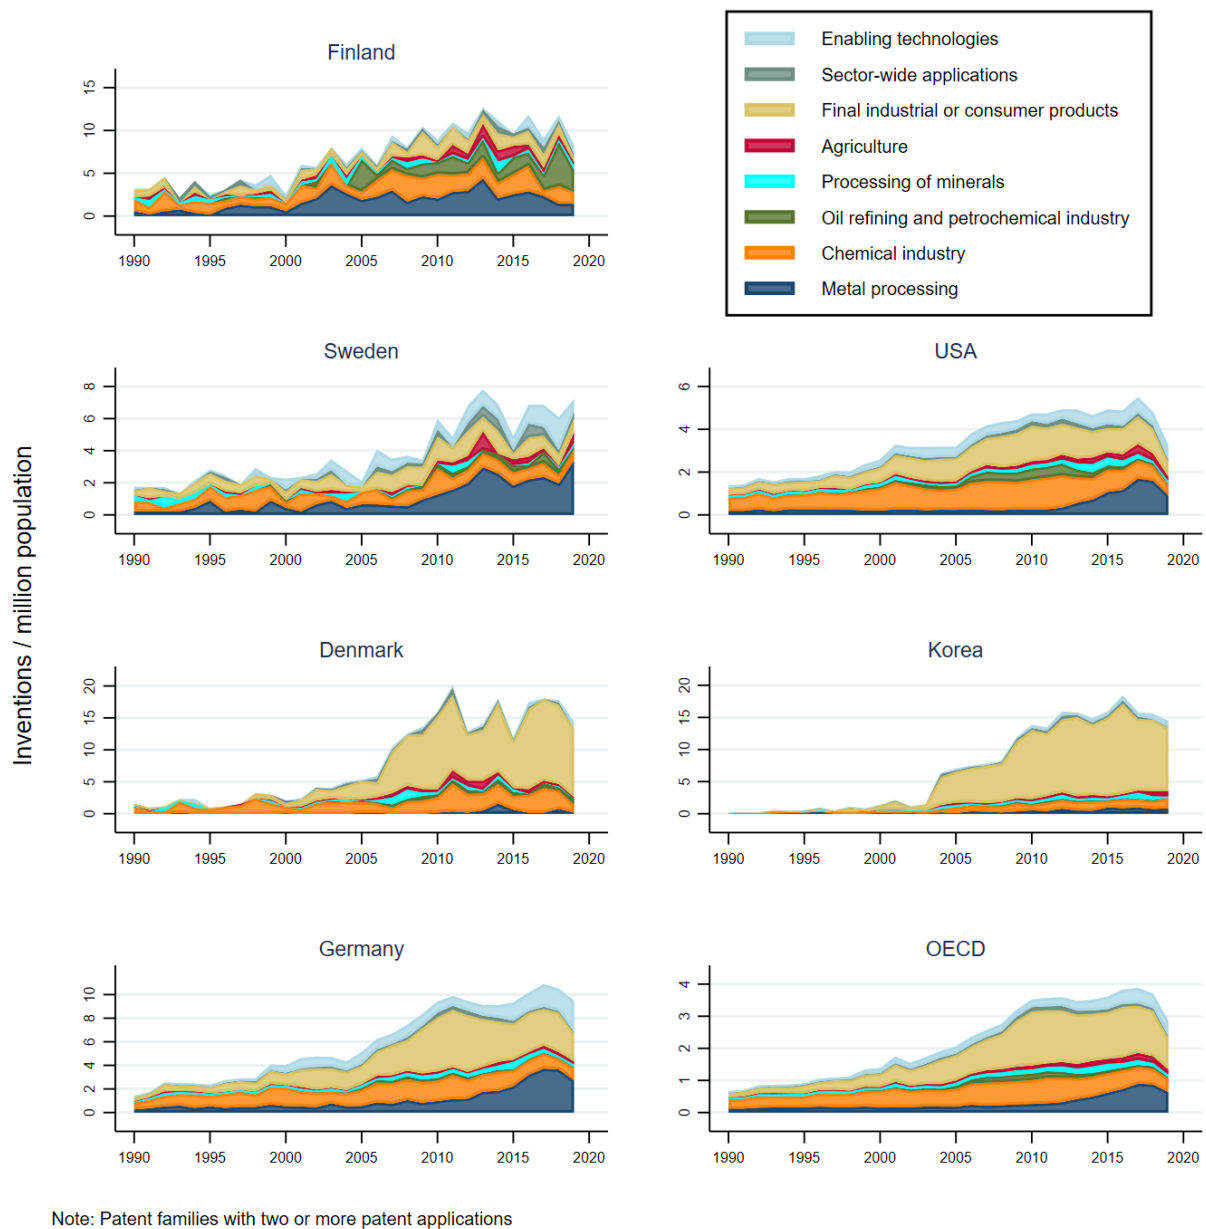 Enabling technologies
Sector-wide applications
Final industrial or consumer products
Agriculture
Processing of minerals
Oil refining and petrochemical industry
Chemical industry
Metal processing
Inventions / million population
Finland
15
10
5
0
1990 1995 2000 2005 2010 2015 2020
Sweden
8
6
4
2
0
1990 1995 2000 2005 2010 2015 2020
USA
6
4
2
0
1990 1995 2000 2005 2010 2015 2020
Denmark
20
15
10
5
0
1990 1995 2000 2005 2010 2015 2020
Korea
20
15
10
5
0
1990 1995 2000 2005 2010 2015 2020
Germany
10
8
6
4
2
0
1990 1995 2000 2005 2010 2015 2020
OECD
4
3
2
1
0
1990 1995 2000 2005 2010 2015 2020
Note: Patent families with two or more patent applications